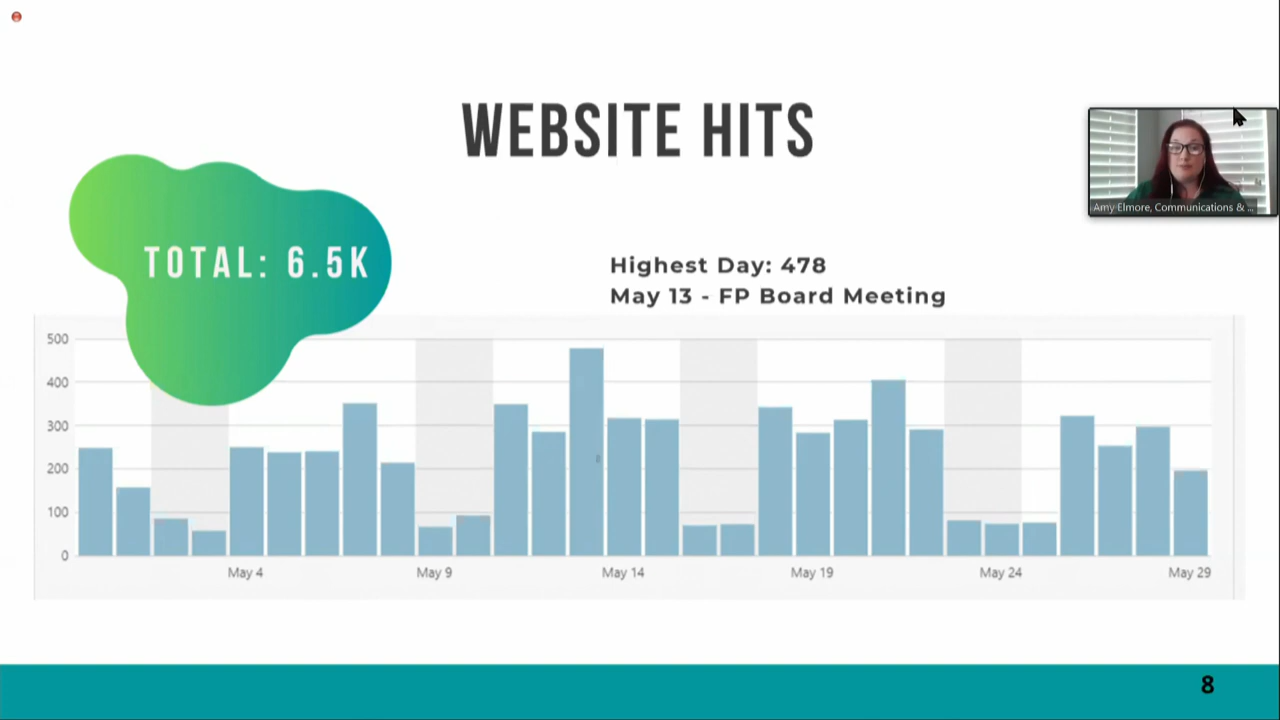 WEBSITE HITS
Amy Elmore, Communications & ...
TOTAL: 6.5K
Highest Day: 478
May 13 - FP Board Meeting
500
400
300
200
100
0
May 4
May 9
May 14
May 19
May 24
May 29
8